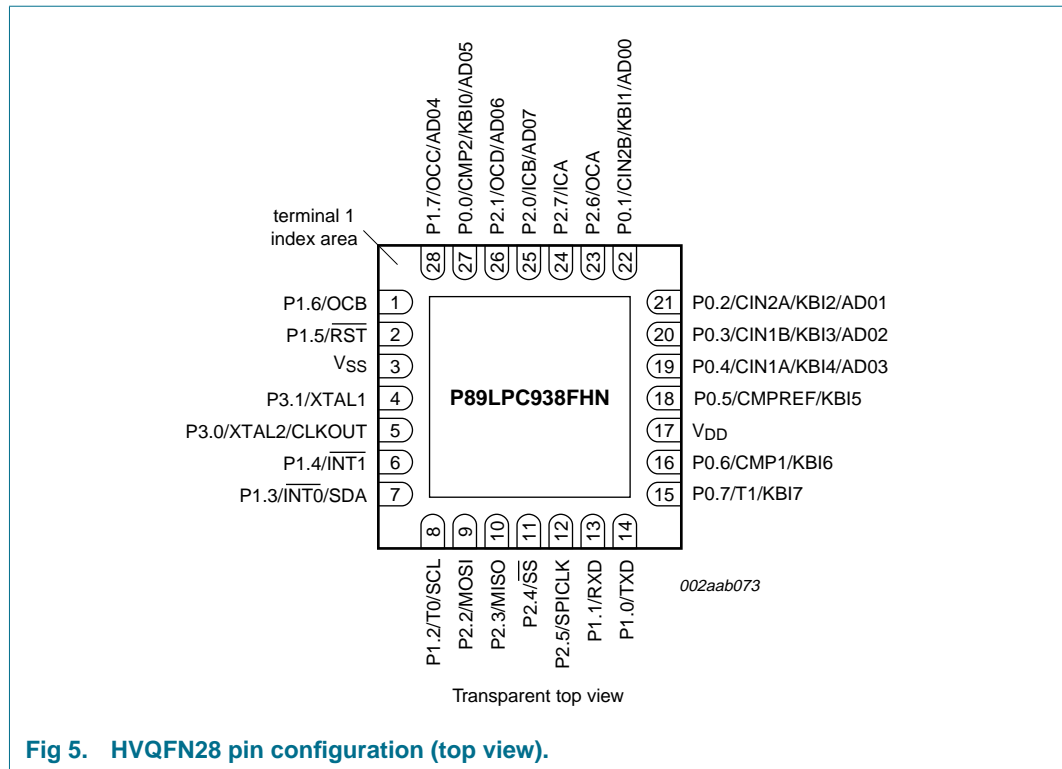 P1.7/OCC/AD04
P0.0/CMP2/KBI0/AD05
P2.1/OCD/AD06
P2.0/ICB/AD07
P2.7/ICA
P2.6/OCA
P0.1/CIN2B/KBI1/AD00
terminal 1
index area
28 27 26 25 24 23 22
P1.6/OCB 1
P1.5/R̅S̅T̅ 2
VSS 3
P3.1/XTAL1 4
P3.0/XTAL2/CLKOUT 5
P1.4/I̅N̅T̅1̅ 6
P1.3/I̅N̅T̅0̅/SDA 7
P89LPC938FHN
21 P0.2/CIN2A/KBI2/AD01
20 P0.3/CIN1B/KBI3/AD02
19 P0.4/CIN1A/KBI4/AD03
18 P0.5/CMPREF/KBI5
17 VDD
16 P0.6/CMP1/KBI6
15 P0.7/T1/KBI7
8 9 10 11 12 13 14
P1.2/T0/SCL
P2.2/MOSI
P2.3/MISO
P2.4/S̅S̅
P2.5/SPICLK
P1.1/RXD
P1.0/TXD
002aab073
Transparent top view
Fig 5. HVQFN28 pin configuration (top view).